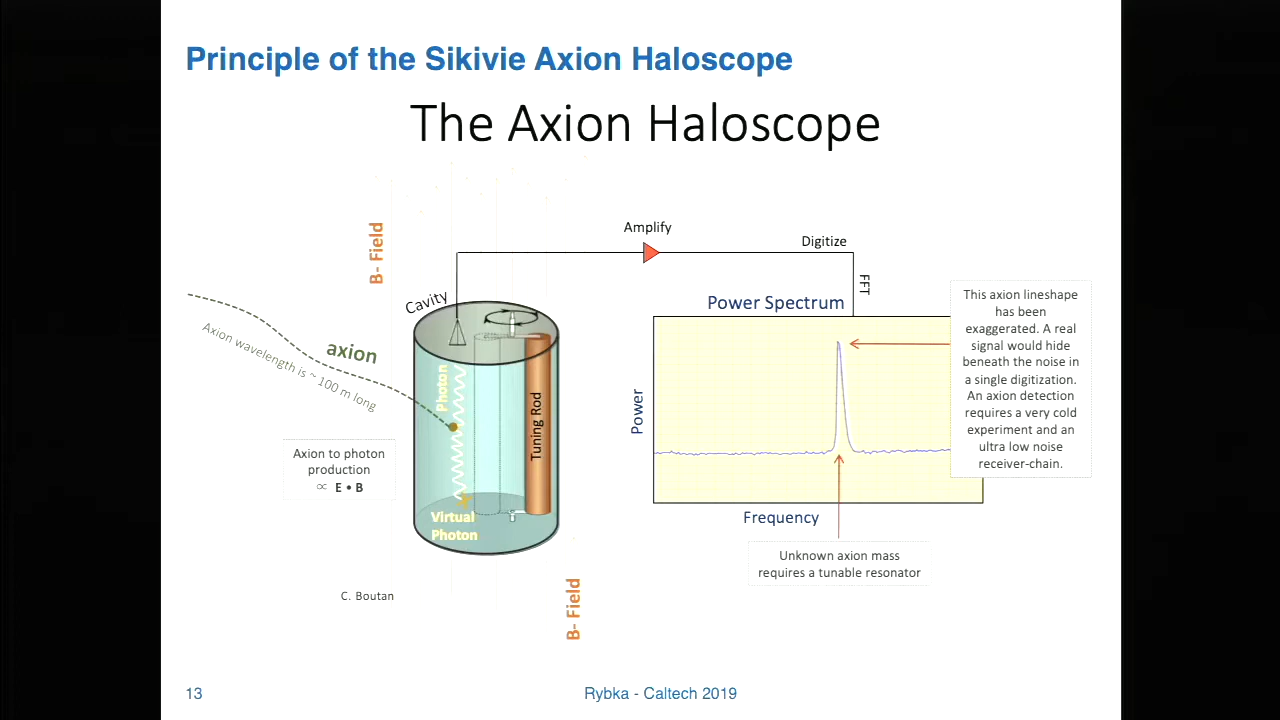 Principle of the Sikivie Axion Haloscope
The Axion Haloscope
B- Field
Amplify
Digitize
FFT
Cavity
Power Spectrum
axion
Axion wavelength is ~ 100 m long
Photon
Tuning Rod
Virtual
Photon
Axion to photon
production
∝ E • B
Power
Frequency
This axion lineshape
has been
exaggerated. A real
signal would hide
beneath the noise in
a single digitization.
An axion detection
requires a very cold
experiment and an
ultra low noise
receiver-chain.
Unknown axion mass
requires a tunable resonator
C. Boutan
B- Field
13
Rybka - Caltech 2019